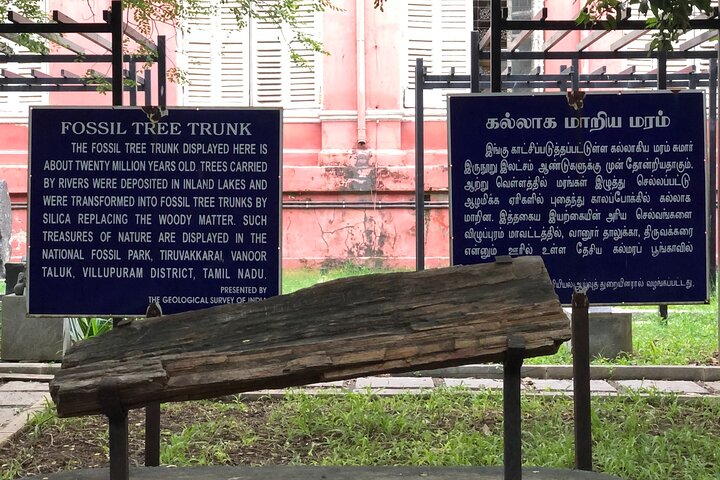 FOSSIL TREE TRUNK
THE FOSSIL TREE TRUNK DISPLAYED HERE IS
ABOUT TWENTY MILLION YEARS OLD. TREES CARRIED
BY RIVERS WERE DEPOSITED IN INLAND LAKES AND
WERE TRANSFORMED INTO FOSSIL TREE TRUNKS BY
SILICA REPLACING THE WOODY MATTER. SUCH
TREASURES OF NATURE ARE DISPLAYED IN THE
NATIONAL FOSSIL PARK, TIRUVAKKARAI, VANOOR
TALUK, VILLUPURAM DISTRICT, TAMIL NADU.
PRESENTED BY
THE GEOLOGICAL SURVEY OF INDIA
கல்லாக மாறிய மரம்
இங்கு காட்சிப்படுத்தப்பட்டுள்ள கல்லாகிய மரம் சுமார்
இருநூறு இலட்சம் ஆண்டுகளுக்கு முன் தோன்றியதாகும்.
ஆற்று வெள்ளத்தில் மரங்கள் இழுத்து செல்லப்பட்டு
ஆழமிக்க ஏரிகளில் புதைந்து காலப்போக்கில் கல்லாக
மாறின. இத்தகைய இயற்கையின் அரிய செல்வங்களை
விழுப்புரம் மாவட்டத்தில், வானூர் தாலுக்கா, திருவக்கரை
என்னும் ஊரில் உள்ள தேசிய கல்மரப் பூங்காவில்
துறையினரால் வழங்கப்பட்டது.